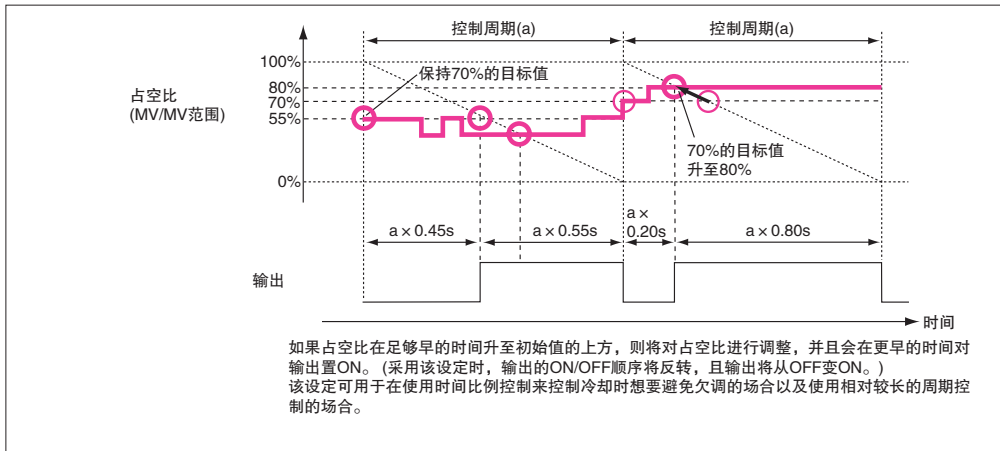 控制周期(a)
控制周期(a)
100%
保持70%的目标值
80%
占空比
(MV/MV范围)
70%
55%
70%的目标值
升至80%
0%
a × 0.45s
a × 0.55s
a ×
0.20s
a × 0.80s
输出
时间
如果占空比在足够早的时间升至初始值的上方，则将对占空比进行调整，并且会在更早的时间对
输出置ON。 (采用该设定时，输出的ON/OFF顺序将反转，且输出将从OFF变ON。)
该设定可用于在使用时间比例控制来控制冷却时想要避免欠调的场合以及使用相对较长的周期控
制的场合。